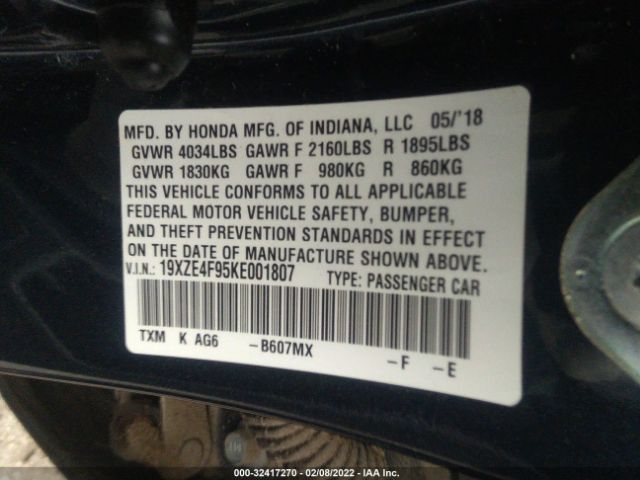 MFD. BY HONDA MFG. OF INDIANA, LLC 05/'18
GVWR 4034LBS GAWR F 2160LBS R 1895LBS
GVWR 1830KG GAWR F 980KG R 860KG
THIS VEHICLE CONFORMS TO ALL APPLICABLE
FEDERAL MOTOR VEHICLE SAFETY, BUMPER,
AND THEFT PREVENTION STANDARDS IN EFFECT
ON THE DATE OF MANUFACTURE SHOWN ABOVE.
V.I.N.: 19XZE4F95KE001807 TYPE: PASSENGER CAR
TXM K AG6 -B607MX -F -E
000-32417270 - 02/08/2022 - IAA Inc.